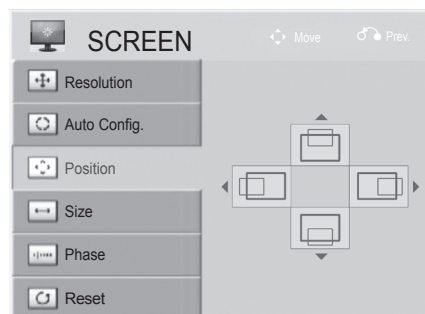 SCREEN
Move
Prev.
Resolution
Auto Config.
Position
Size
Phase
Reset